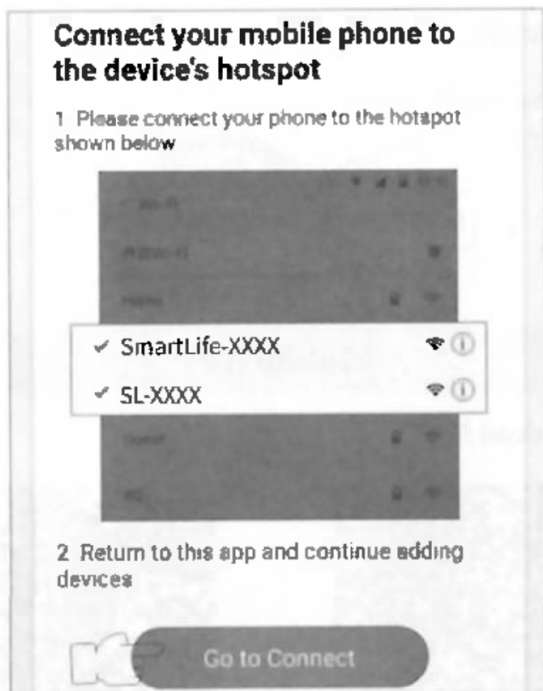 Connect your mobile phone to
the device's hotspot
1 Please connect your phone to the hotspot
shown below
SmartLife-XXXX
SL-XXXX
2 Return to this app and continue adding
devices
Go to Connect